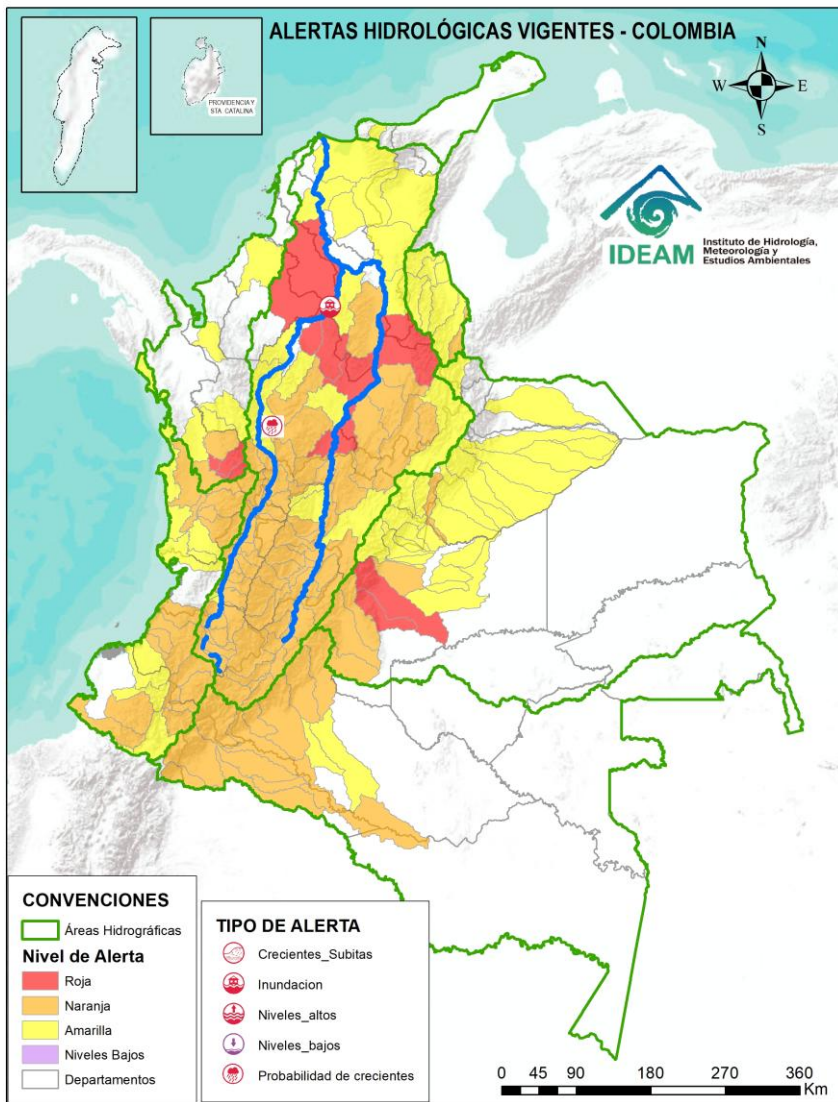 ALERTAS HIDROLÓGICAS VIGENTES - COLOMBIA
PROVIDENCIA Y
STA. CATALINA
N
W
E
S
IDEAM
Instituto de Hidrología,
Meteorología y
Estudios Ambientales
CONVENCIONES
Áreas Hidrográficas
Nivel de Alerta
Roja
Naranja
Amarilla
Niveles Bajos
Departamentos
TIPO DE ALERTA
Crecientes_Subitas
Inundacion
Niveles_altos
Niveles_bajos
Probabilidad de crecientes
0 45 90 180 270 360
Km